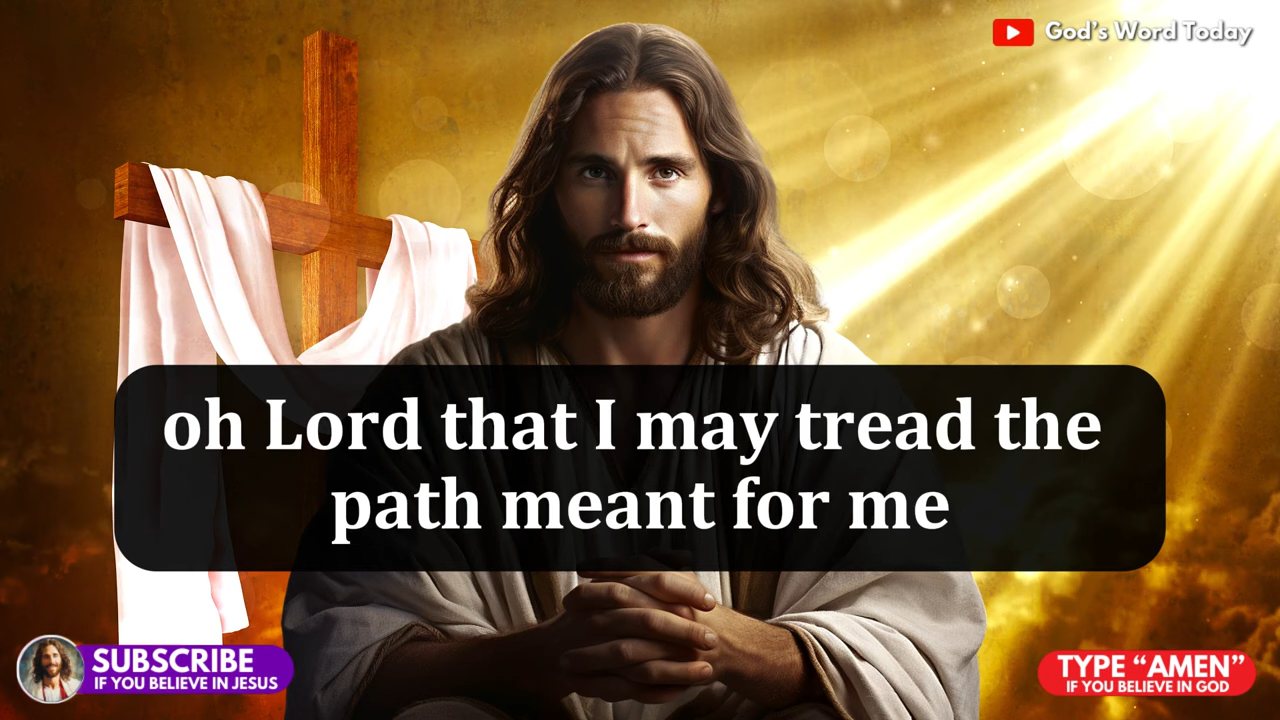 God's Word Today
oh Lord that I may tread the
path meant for me
SUBSCRIBE
IF YOU BELIEVE IN JESUS
TYPE “AMEN”
IF YOU BELIEVE IN GOD